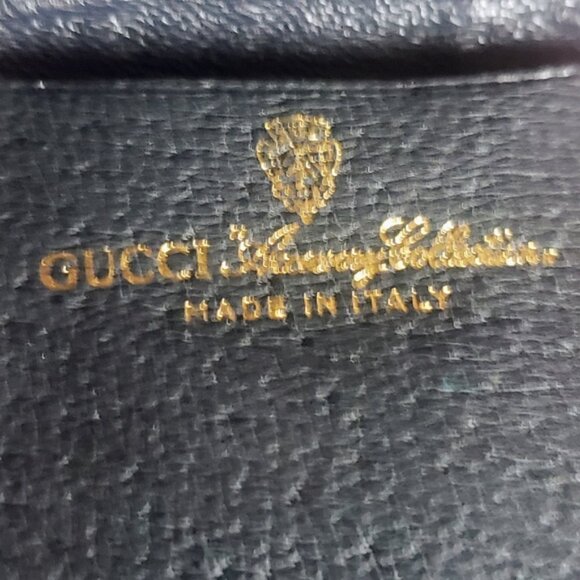 GUCCI Accessory Collection
MADE IN ITALY